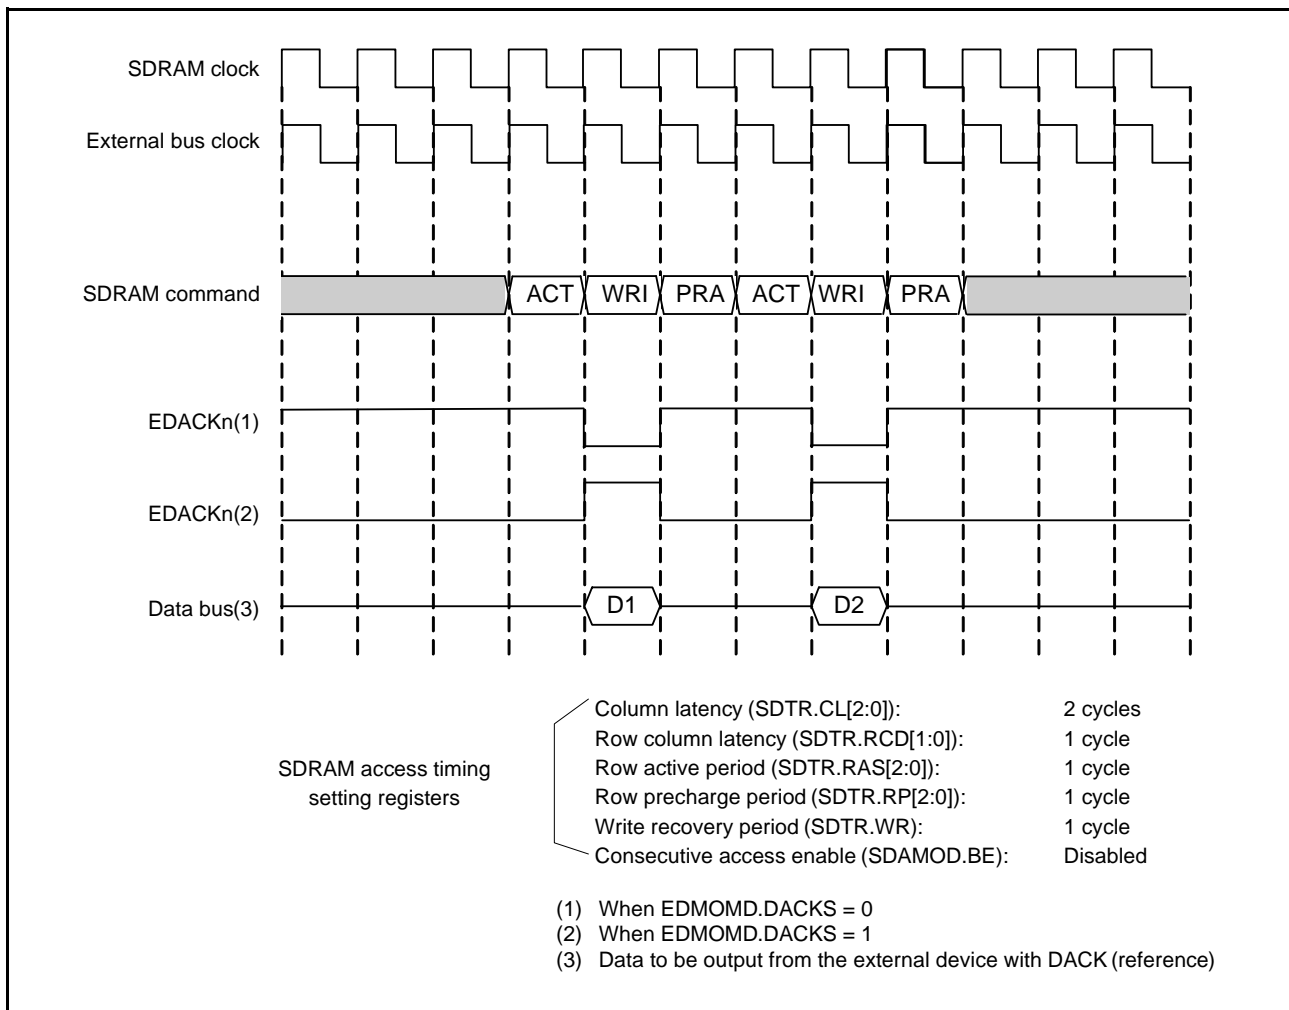 SDRAM clock
External bus clock
SDRAM command ACT WRI PRA ACT WRI PRA
EDACKn(1)
EDACKn(2)
Data bus(3) D1 D2
SDRAM access timing
setting registers
Column latency (SDTR.CL[2:0]): 2 cycles
Row column latency (SDTR.RCD[1:0]): 1 cycle
Row active period (SDTR.RAS[2:0]): 1 cycle
Row precharge period (SDTR.RP[2:0]): 1 cycle
Write recovery period (SDTR.WR): 1 cycle
Consecutive access enable (SDAMOD.BE): Disabled
(1) When EDMOMD.DACKS = 0
(2) When EDMOMD.DACKS = 1
(3) Data to be output from the external device with DACK (reference)